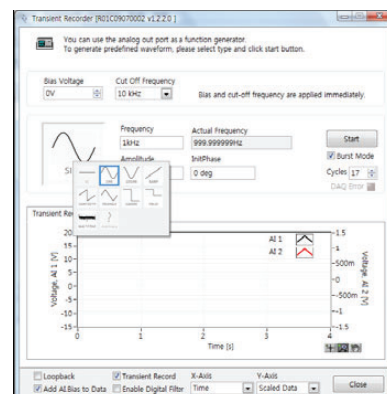 Transient Recorder [R01C09070002 v1.2.2.0 ]
You can use the analog out port as a function generator.
To generate predefined waveform, please select type and click start button.
Bias Voltage
Cut Off Frequency
0V
10 kHz
Bias and cut-off frequency are applied immediately.
Frequency
Actual Frequency
1kHz
999.999999Hz
Start
Amplitude
InitPhase
Burst Mode
0 deg
Cycles 17
DAQ Error
Transient Rec
20
15
10
5
0
-5
-10
-15
Voltage, AI 1 [V]
AI 1
AI 2
-1.5
-1
-500m
-0
-500m
-1
-1.5
Voltage, AI 2 [V]
0 1 2 3 4
Time [s]
Loopback
Transient Record
X-Axis
Y-Axis
Add AI.Bias to Data
Enable Digital Filter
Time
Scaled Data
Close